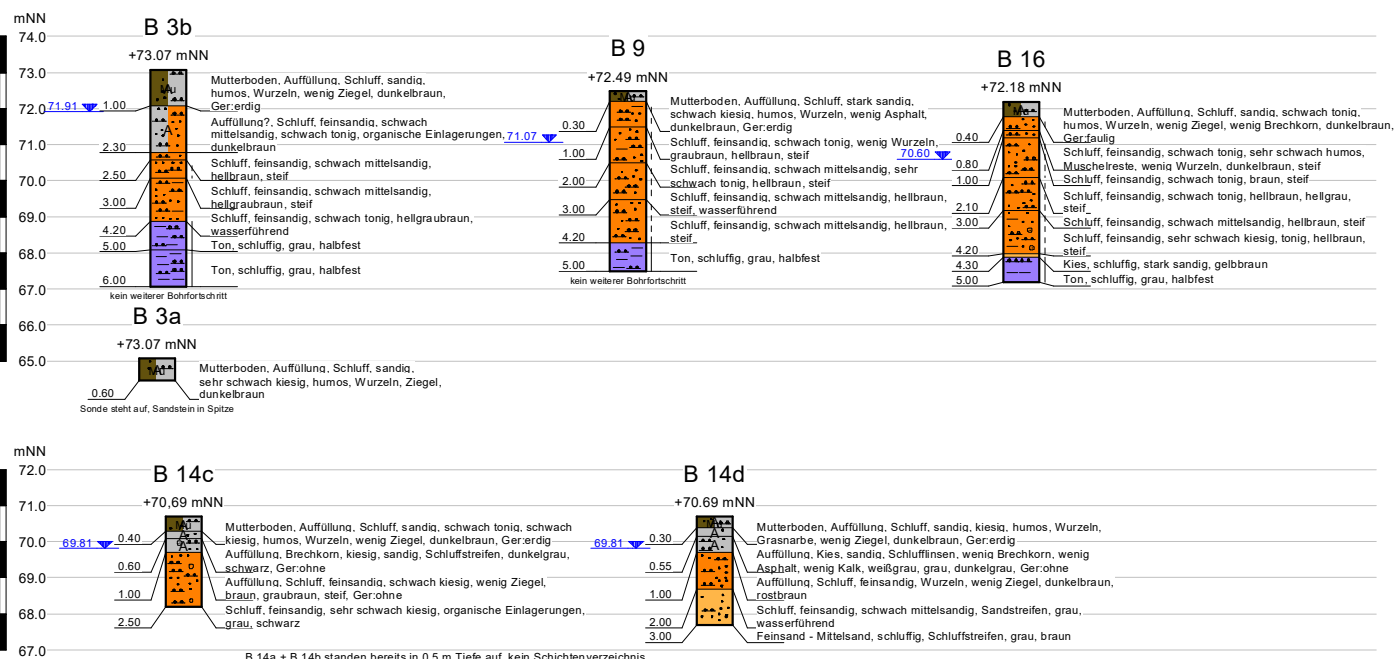 mNN
74.0
73.0
72.0
71.0
70.0
69.0
68.0
67.0
66.0
65.0
B 3b
+73.07 mNN
71.91
1.00
2.30
2.50
3.00
4.20
5.00
6.00
Mu
A
Mutterboden, Auffüllung, Schluff, sandig,
humos, Wurzeln, wenig Ziegel, dunkelbraun,
Ger:erdig
Auffüllung?, Schluff, feinsandig, schwach
mittelsandig, schwach tonig, organische Einlagerungen,
dunkelbraun
Schluff, feinsandig, schwach mittelsandig,
hellbraun, steif
Schluff, feinsandig, schwach mittelsandig,
hellgraubraun, steif
Schluff, feinsandig, schwach tonig, hellgraubraun,
wasserführend
Ton, schluffig, grau, halbfest
Ton, schluffig, grau, halbfest
kein weiterer Bohrfortschritt
B 9
+72.49 mNN
71.07
0.30
1.00
2.00
3.00
4.20
5.00
Mutterboden, Auffüllung, Schluff, stark sandig,
schwach kiesig, humos, Wurzeln, wenig Asphalt,
dunkelbraun, Ger:erdig
Schluff, feinsandig, schwach tonig, wenig Wurzeln,
graubraun, hellbraun, steif
Schluff, feinsandig, schwach mittelsandig, sehr
schwach tonig, hellbraun, steif
Schluff, feinsandig, schwach mittelsandig, hellbraun,
steif, wasserführend
Schluff, feinsandig, schwach mittelsandig, hellbraun,
steif
Ton, schluffig, grau, halbfest
kein weiterer Bohrfortschritt
B 16
+72.18 mNN
70.60
0.40
0.80
1.00
2.10
3.00
4.20
4.30
5.00
Mu
Mutterboden, Auffüllung, Schluff, sandig, schwach tonig,
humos, Wurzeln, wenig Ziegel, wenig Brechkorn, dunkelbraun,
Ger:faulig
Schluff, feinsandig, schwach tonig, sehr schwach humos,
Muschelreste, wenig Wurzeln, dunkelbraun, steif
Schluff, feinsandig, schwach tonig, braun, steif
Schluff, feinsandig, schwach tonig, hellbraun, hellgrau,
steif
Schluff, feinsandig, schwach mittelsandig, hellbraun, steif
Schluff, feinsandig, sehr schwach kiesig, tonig, hellbraun,
steif
Kies, schluffig, stark sandig, gelbbraun
Ton, schluffig, grau, halbfest
B 3a
+73.07 mNN
0.60
Mu
Mutterboden, Auffüllung, Schluff, sandig,
sehr schwach kiesig, humos, Wurzeln, Ziegel,
dunkelbraun
Sonde steht auf, Sandstein in Spitze
mNN
72.0
71.0
70.0
69.0
68.0
67.0
B 14c
+70,69 mNN
69.81
0.40
0.60
1.00
2.50
Mu
A
A
Mutterboden, Auffüllung, Schluff, sandig, schwach tonig, schwach
kiesig, humos, Wurzeln, wenig Ziegel, dunkelbraun, Ger:erdig
Auffüllung, Brechkorn, kiesig, sandig, Schluffstreifen, dunkelgrau,
schwarz, Ger:ohne
Auffüllung, Schluff, feinsandig, schwach kiesig, wenig Ziegel,
braun, graubraun, steif, Ger:ohne
Schluff, feinsandig, sehr schwach kiesig, organische Einlagerungen,
grau, schwarz
B 14d
+70.69 mNN
69.81
0.30
0.55
1.00
2.00
3.00
Mu
A
A
Mutterboden, Auffüllung, Schluff, sandig, kiesig, humos, Wurzeln,
Grasnarbe, wenig Ziegel, dunkelbraun, Ger:erdig
Auffüllung, Kies, sandig, Schlufflinsen, wenig Brechkorn, wenig
Asphalt, wenig Kalk, weißgrau, grau, dunkelgrau, Ger:ohne
Auffüllung, Schluff, feinsandig, Wurzeln, wenig Ziegel, dunkelbraun,
rostbraun
Schluff, feinsandig, schwach mittelsandig, Sandstreifen, grau,
wasserführend
Feinsand - Mittelsand, schluffig, Schluffstreifen, grau, braun
B 14a + B 14b standen bereits in 0,5 m Tiefe auf, kein Schichtenverzeichnis